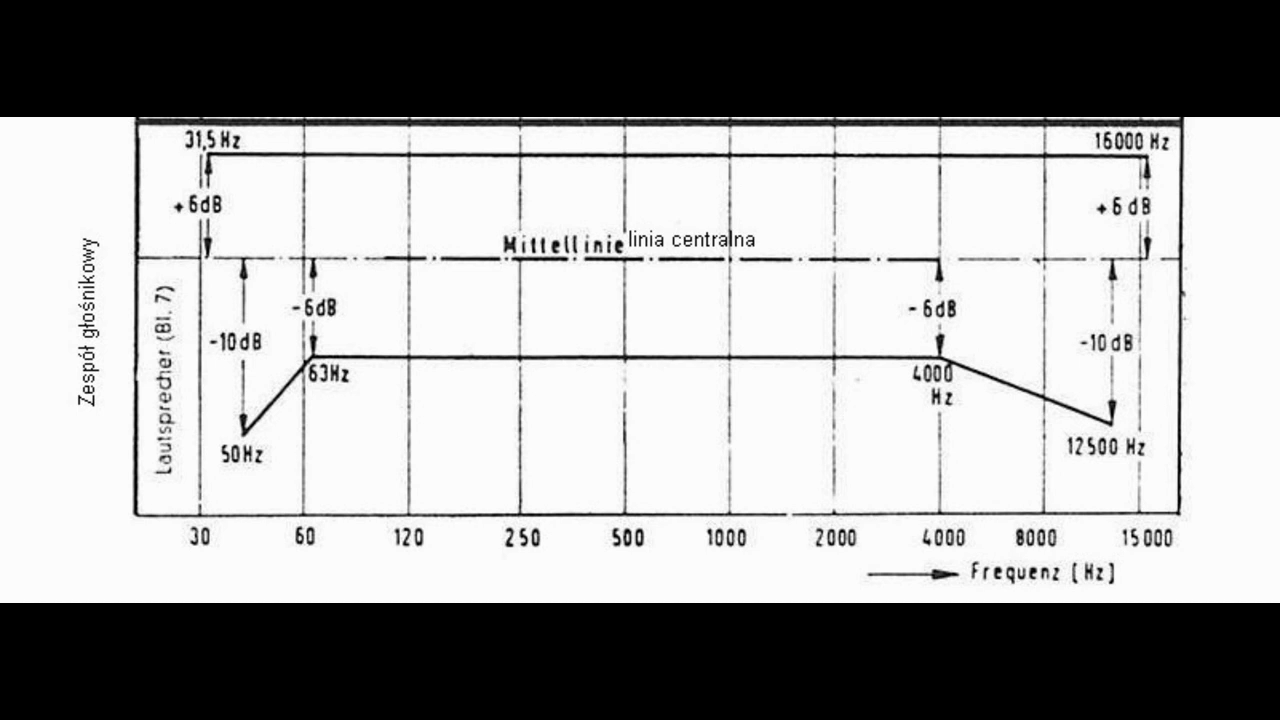 31,5 Hz
16000 Hz
+6dB
+6 dB
Mittellinie linia centralna
-6dB
-6dB
-10dB
-10dB
63Hz
4000
Hz
50Hz
12500 Hz
Zespół głośnikowy
Lautsprecher (Bl. 7)
30 60 120 250 500 1000 2000 4000 8000 15000
Frequenz [Hz]